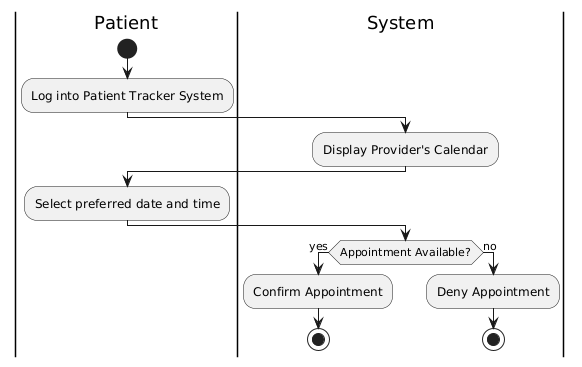 Patient
System
Log into Patient Tracker System
Display Provider's Calendar
Select preferred date and time
yes
Appointment Available?
no
Confirm Appointment
Deny Appointment